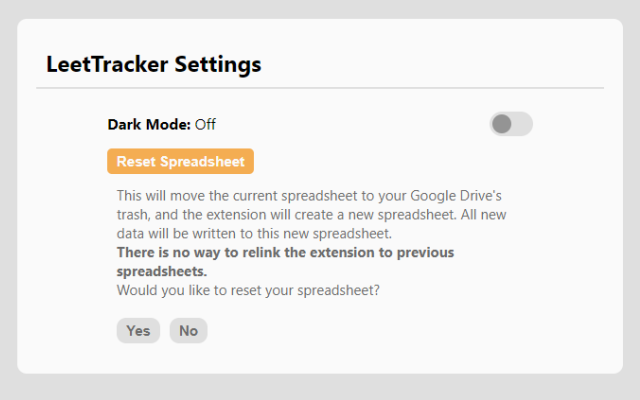 LeetTracker Settings
Dark Mode: Off
Reset Spreadsheet
This will move the current spreadsheet to your Google Drive's
trash, and the extension will create a new spreadsheet. All new
data will be written to this new spreadsheet.
There is no way to relink the extension to previous
spreadsheets.
Would you like to reset your spreadsheet?
Yes No